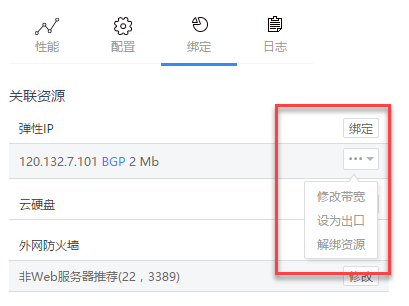 性能 配置 绑定 日志
关联资源
弹性IP 绑定
120.132.7.101 BGP 2 Mb
修改带宽
云硬盘
设为出口
外网防火墙 解绑资源
非Web服务器推荐(22，3389) 修改